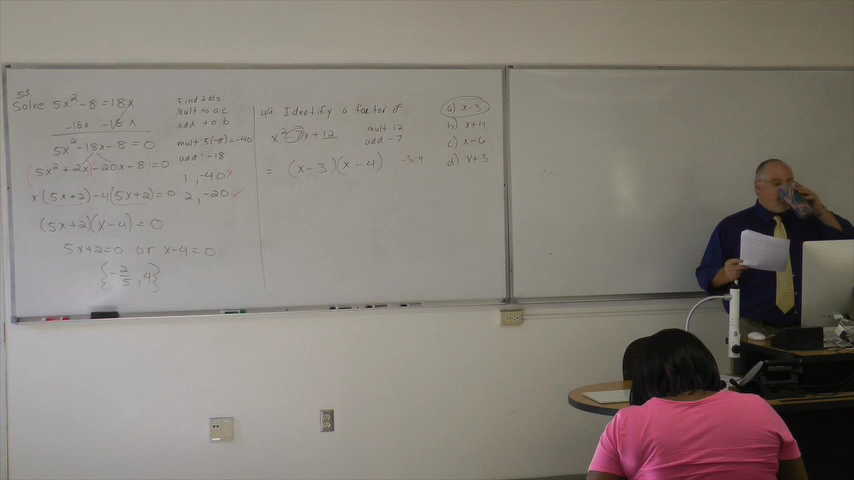 53
Solve 5x² - 8 = 18x
-18x -18x
5x² - 18x - 8 = 0
(5x² + 2x - 20x - 8 = 0
x(5x+2) - 4(5x+2) = 0
(5x+2)(x-4) = 0
5x+2=0 or x-4=0
{-2/5, 4}
Find 2 #s
mult to a·c
add to b
mult 5(-8) = -40
add -18
1, -40 x
2, -20 ✓
49. Identify a factor of
x² - 7x + 12
mult 12
add -7
= (x-3)(x-4)
-3, -4
a) x-3
b) x+4
c) x-6
d) x+3